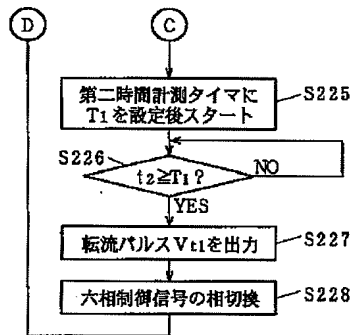 D
C
第二時間計測タイマに
T1を設定後スタート
S225
S226
t2≧T1?
NO
YES
転流パルスVt1を出力
S227
六相制御信号の相切換
S228